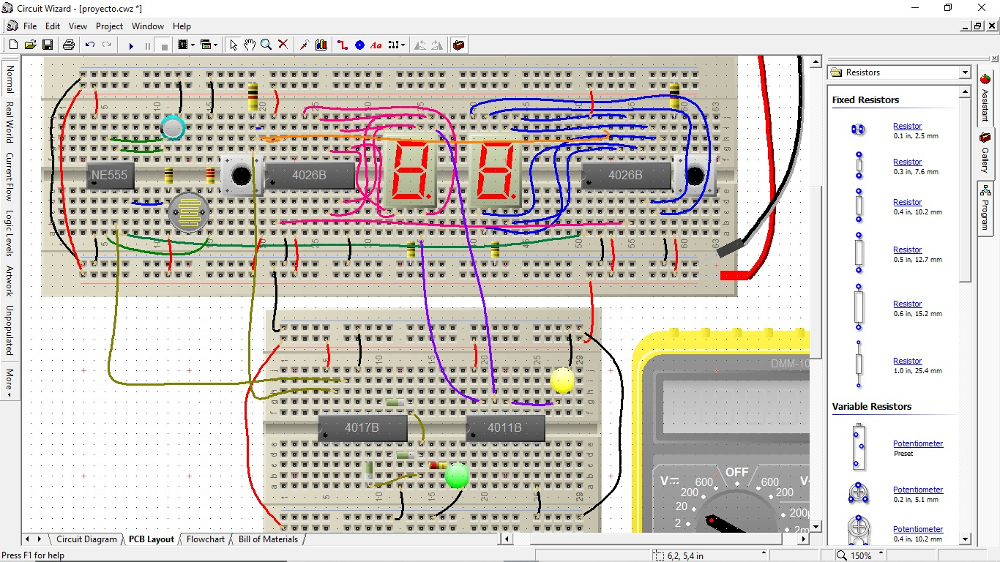 Circuit Wizard - [proyecto.cwz *]
File Edit View Project Window Help
Aa
Normal
Real World
Current Flow
Logic Levels
Artwork
Unpopulated
More
Resistors
Fixed Resistors
Resistor
0.1 in, 2.5 mm
Resistor
0.3 in, 7.6 mm
Resistor
0.4 in, 10.2 mm
Resistor
0.5 in, 12.7 mm
Resistor
0.6 in, 15.2 mm
Resistor
1.0 in, 25.4 mm
Variable Resistors
Potentiometer
Preset
Potentiometer
0.2 in, 5.1 mm
Potentiometer
0.4 in, 10.2 mm
Assistant
Gallery
Program
NE555
4026B
8.
8.
4026B
4017B
4011B
DMM-10
OFF
V
600
200
20
2
600
200
V
200µ
2m
Circuit Diagram PCB Layout Flowchart Bill of Materials
Press F1 for help
6,2, 5,4 in
150%